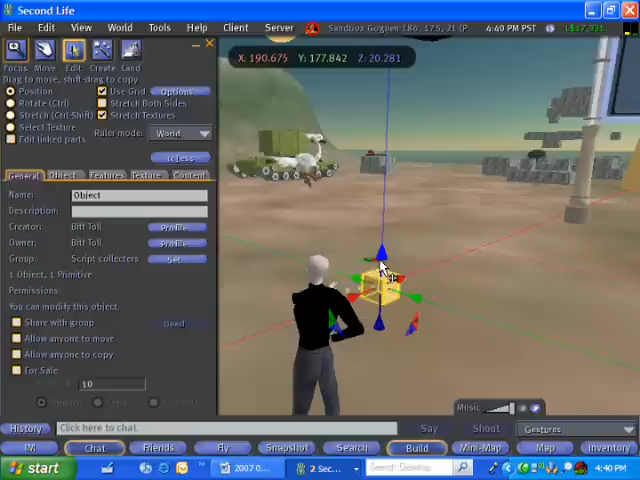 Second Life
File Edit View World Tools Help Client Server Sandbox Goguen 186, 175, 21 (P 4:40 PM PST
Focus Move Edit Create Land
Drag to move, shift-drag to copy
X: 190.675 Y: 177.842 Z: 20.281
Position
Use Grid Options...
Rotate (Ctrl)
Stretch Both Sides
Stretch (Ctrl-Shift)
Stretch Textures
Select Texture
Edit linked parts
Ruler mode: World
<< Less
General Object Features Texture Content
Name: Object
Description:
Creator: Bitt Toll Profile...
Owner: Bitt Toll Profile...
Group: Script collecters Set...
1 Object, 1 Primitive
Permissions:
You can modify this object.
Share with group Deed...
Allow anyone to move
Allow anyone to copy
For Sale
10
Music
History Click here to chat. Say Shout Gestures
IM Chat Friends Fly Snapshot Search Build Mini-Map Map Inventory
start 2007 0... 2 Sec... Search Desktop 4:40 PM